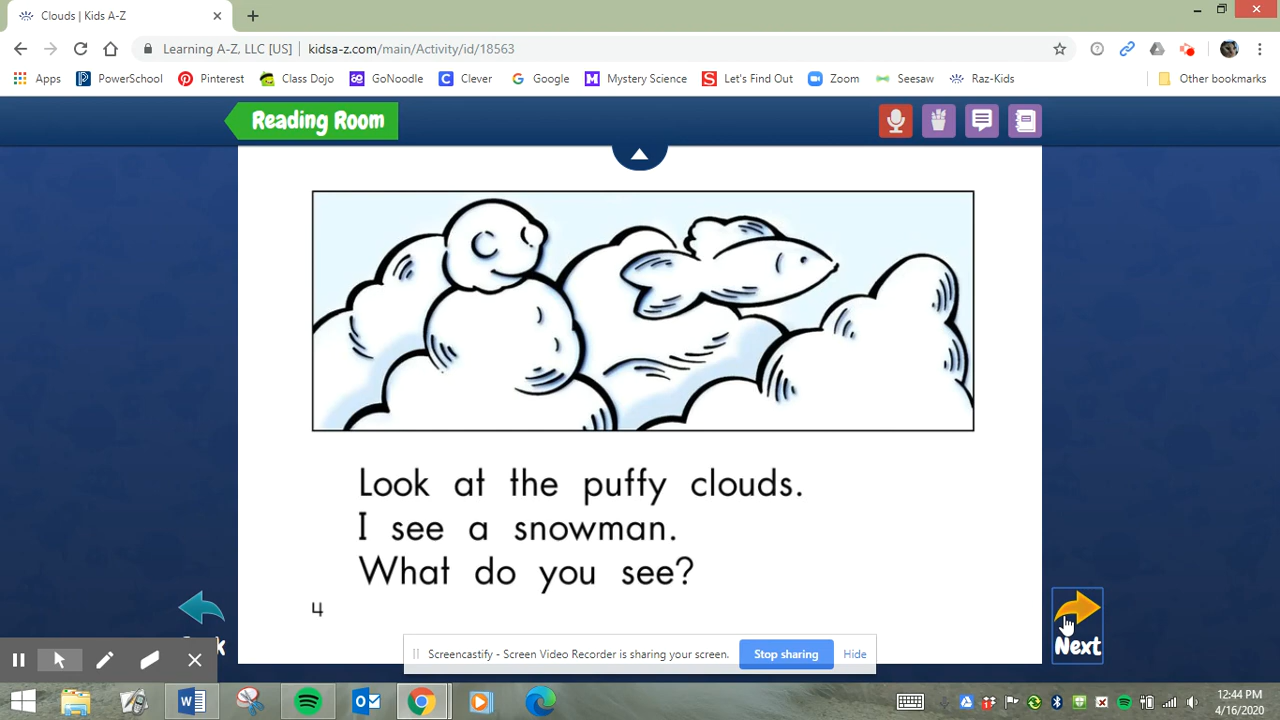 Clouds | Kids A-Z
Learning A-Z, LLC [US] | kidsa-z.com/main/Activity/id/18563
Apps PowerSchool Pinterest Class Dojo GoNoodle Clever Google Mystery Science Let's Find Out Zoom Seesaw Raz-Kids Other bookmarks
Reading Room
Look at the puffy clouds.
I see a snowman.
What do you see?
4
Next
Screencastify - Screen Video Recorder is sharing your screen. Stop sharing Hide
12:44 PM
4/16/2020